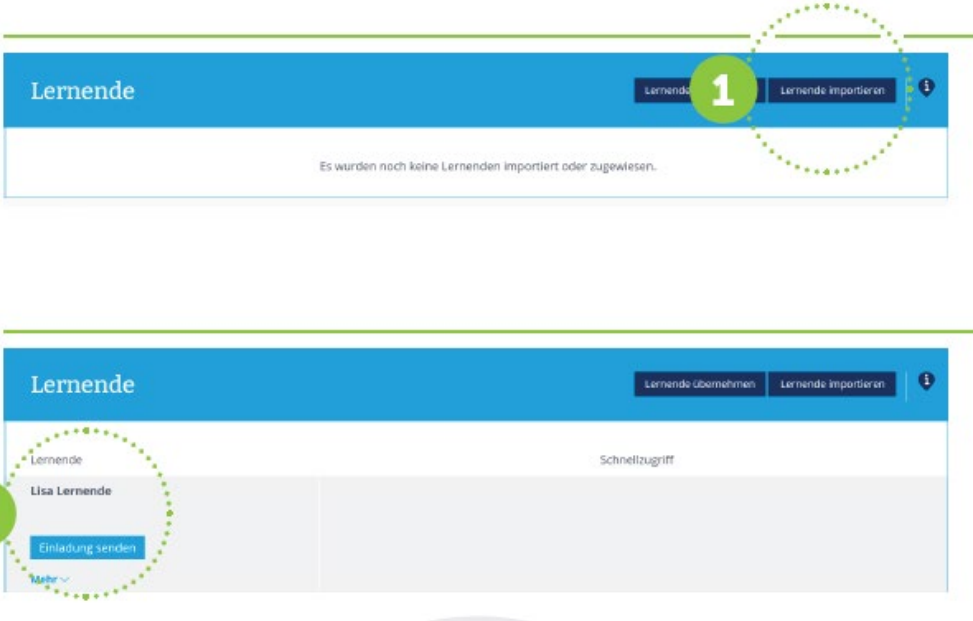 Lernende
Lernende
1
Lernende importieren
Es wurden noch keine Lernenden importiert oder zugewiesen.
Lernende
Lernende übernehmen
Lernende importieren
Lernende
Schnellzugriff
Lisa Lernende
Einladung senden
Mehr